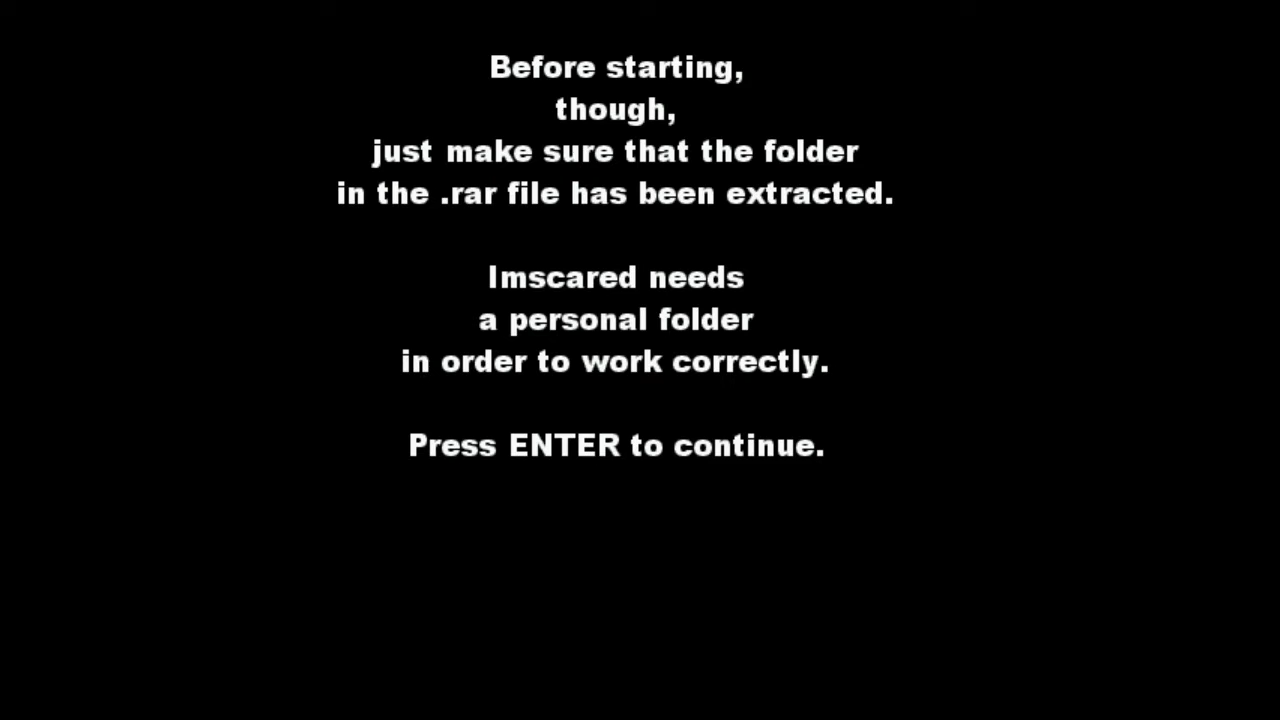 Before starting,
though,
just make sure that the folder
in the .rar file has been extracted.
Imscared needs
a personal folder
in order to work correctly.
Press ENTER to continue.